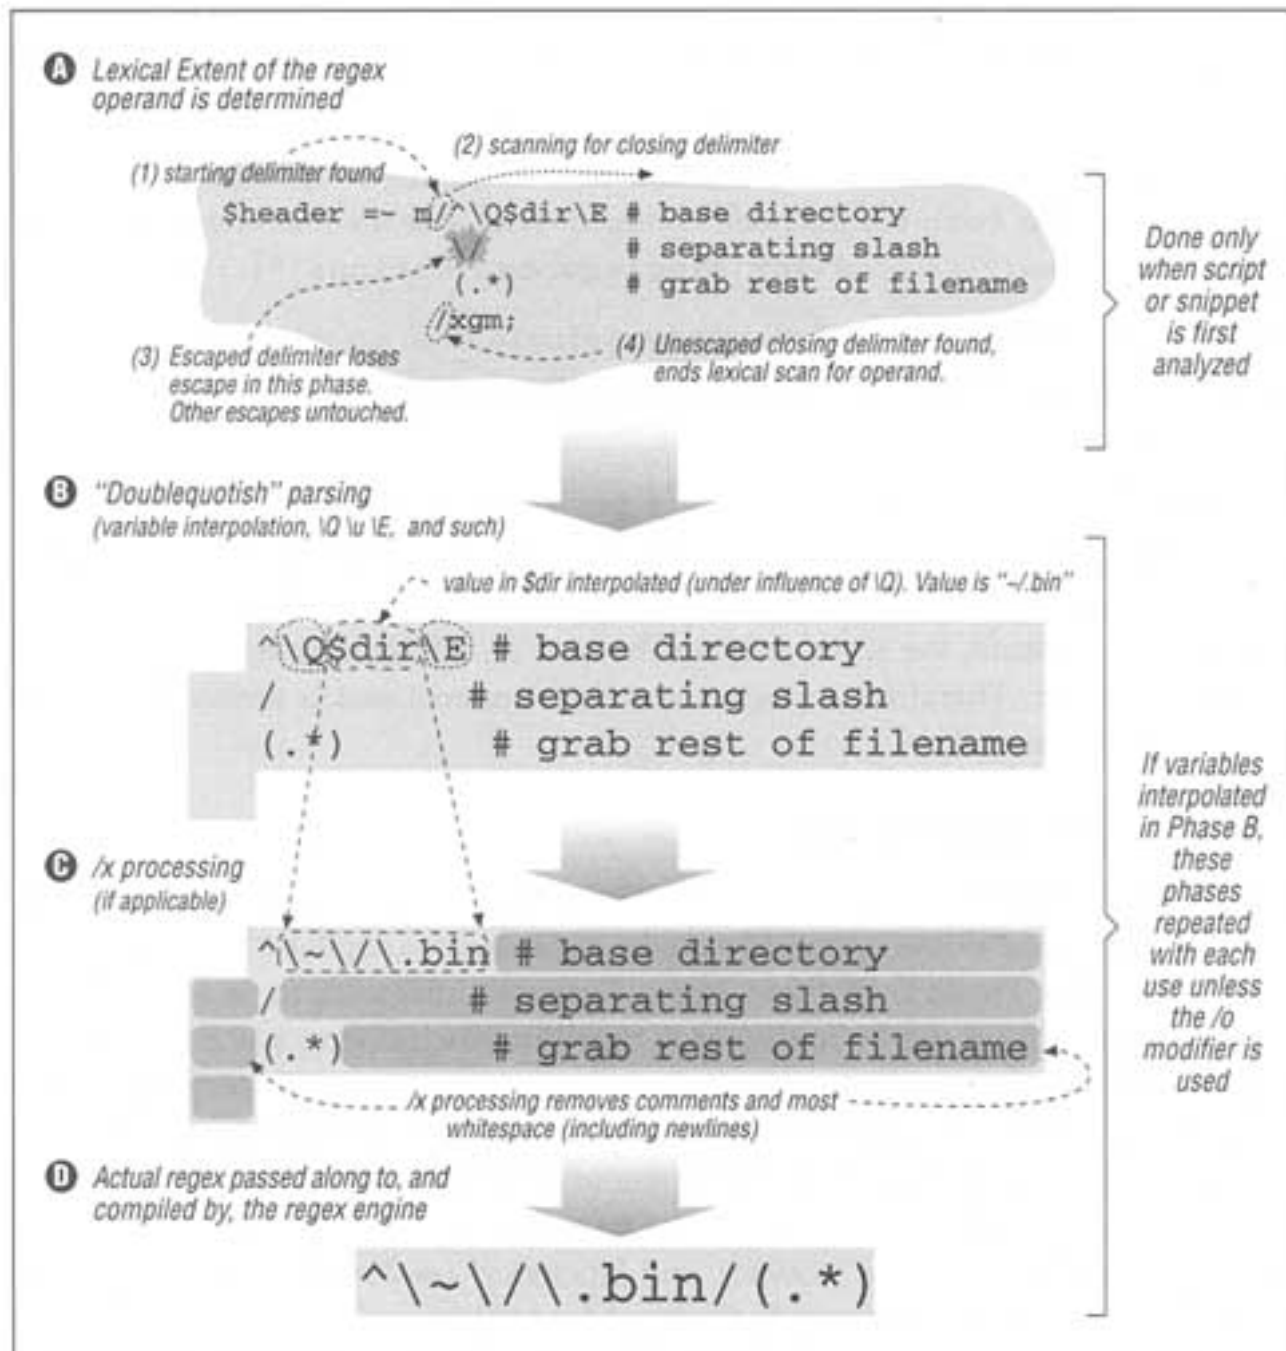 A Lexical Extent of the regex
operand is determined
(2) scanning for closing delimiter
(1) starting delimiter found
$header =~ m/^\Q$dir\E # base directory
\/ # separating slash
(.*) # grab rest of filename
/xgm;
(3) Escaped delimiter loses
escape in this phase.
Other escapes untouched.
(4) Unescaped closing delimiter found,
ends lexical scan for operand.
Done only
when script
or snippet
is first
analyzed
B "Doublequotish" parsing
(variable interpolation, \Q \u \E, and such)
value in $dir interpolated (under influence of \Q). Value is "~/.bin"
^\Q$dir\E # base directory
/ # separating slash
(.*) # grab rest of filename
C /x processing
(if applicable)
^\~\/\.bin # base directory
/ # separating slash
(.*) # grab rest of filename
/x processing removes comments and most
whitespace (including newlines)
If variables
interpolated
in Phase B,
these
phases
repeated
with each
use unless
the /o
modifier is
used
D Actual regex passed along to, and
compiled by, the regex engine
^\~\/\.bin/(.*)